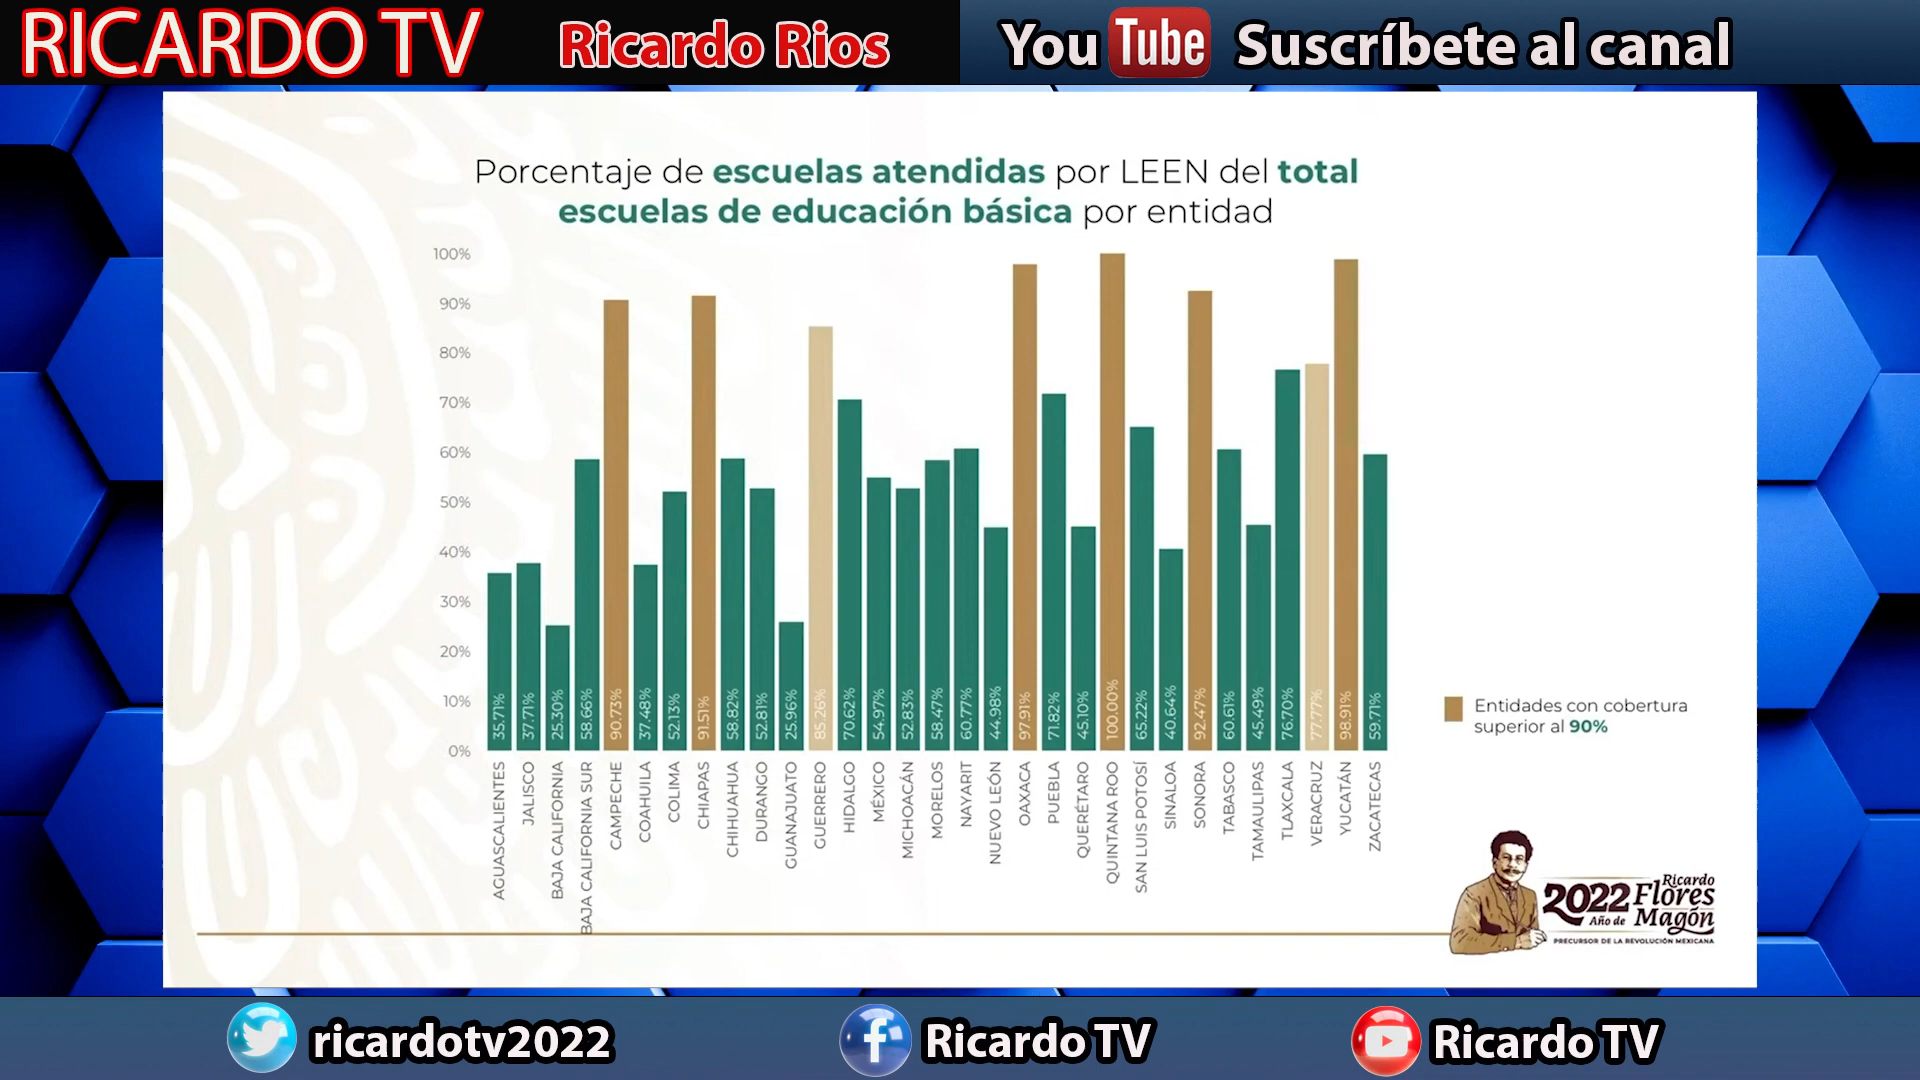 RICARDO TV
Ricardo Rios
You Tube Suscríbete al canal
Porcentaje de escuelas atendidas por LEEN del total
escuelas de educación básica por entidad
100%
90%
80%
70%
60%
50%
40%
30%
20%
10%
0%
35.71%
37.71%
25.30%
58.66%
90.73%
37.48%
52.13%
91.51%
58.82%
52.81%
25.96%
85.26%
70.62%
54.97%
52.83%
58.47%
60.77%
44.98%
97.91%
71.82%
45.10%
100.00%
65.22%
40.64%
92.47%
60.61%
45.49%
76.70%
77.77%
98.91%
59.71%
AGUASCALIENTES
JALISCO
BAJA CALIFORNIA
BAJA CALIFORNIA SUR
CAMPECHE
COAHUILA
COLIMA
CHIAPAS
CHIHUAHUA
DURANGO
GUANAJUATO
GUERRERO
HIDALGO
MÉXICO
MICHOACÁN
MORELOS
NAYARIT
NUEVO LEÓN
OAXACA
PUEBLA
QUERÉTARO
QUINTANA ROO
SAN LUIS POTOSÍ
SINALOA
SONORA
TABASCO
TAMAULIPAS
TLAXCALA
VERACRUZ
YUCATÁN
ZACATECAS
Entidades con cobertura
superior al 90%
2022 Ricardo
Año de Flores
Magón
PRECURSOR DE LA REVOLUCIÓN MEXICANA
ricardotv2022
Ricardo TV
Ricardo TV